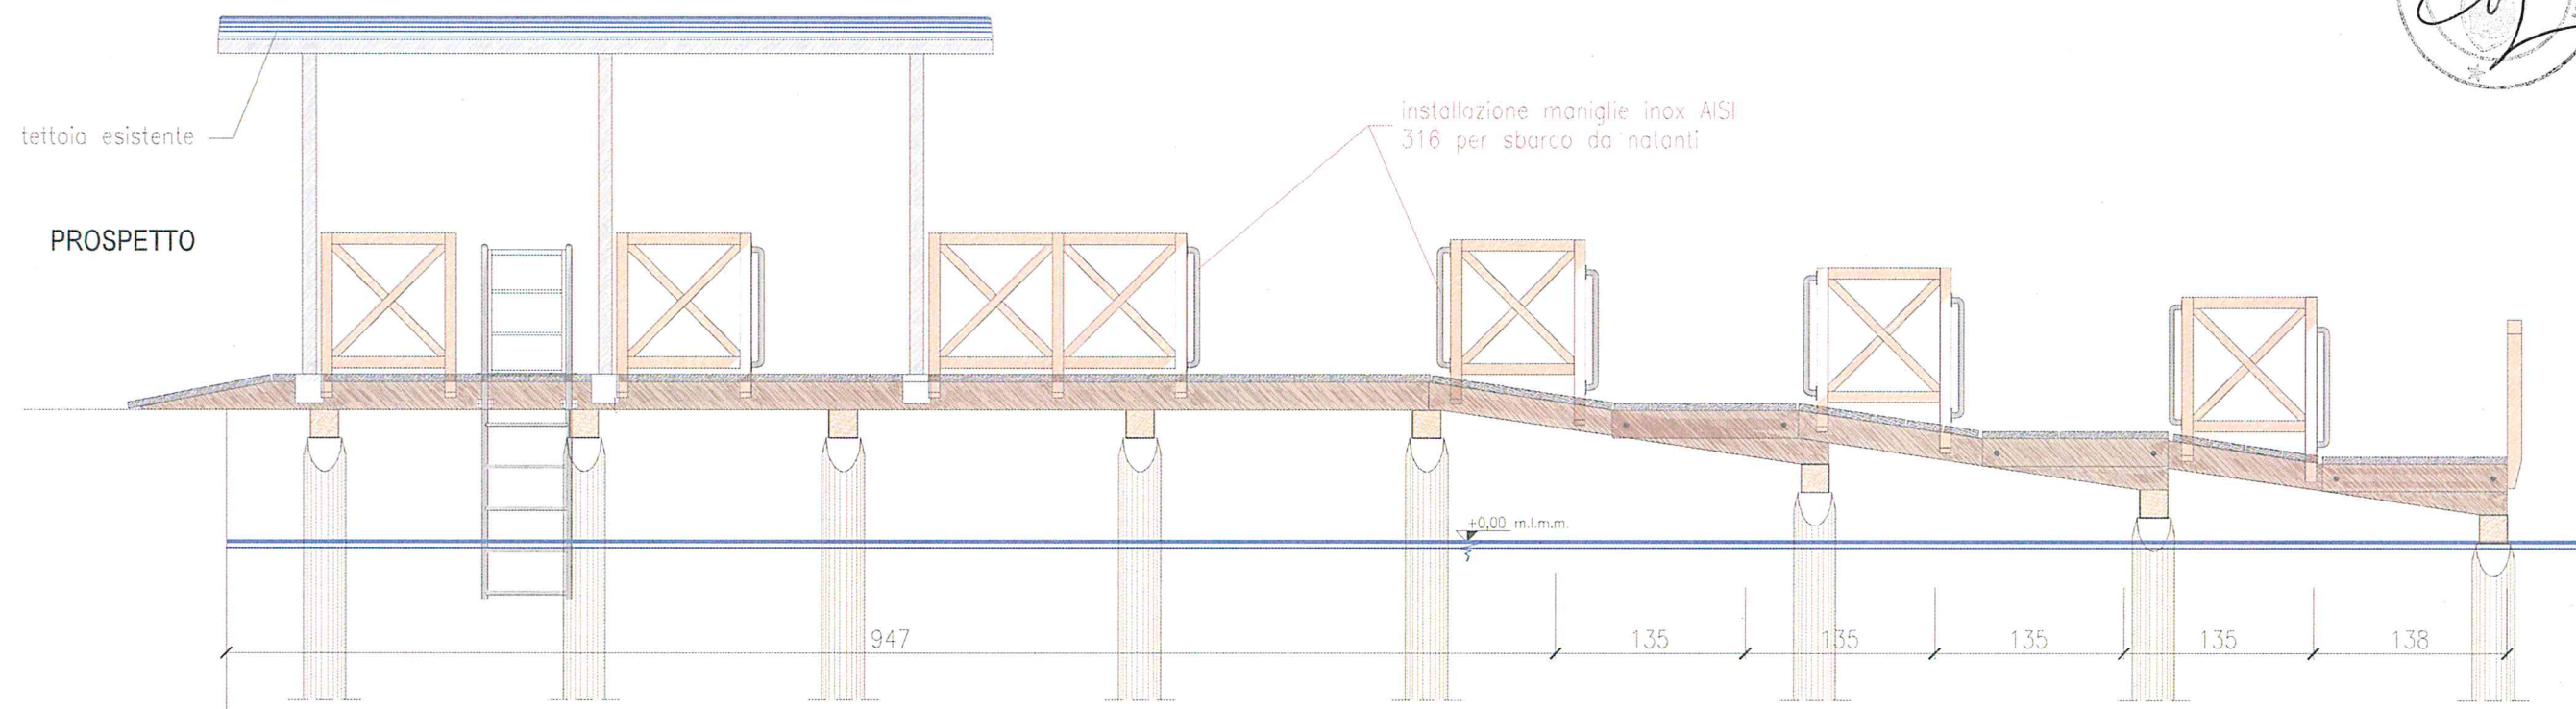 tettoia esistente
installazione maniglie inox AISI
316 per sbarco da natanti
PROSPETTO
+0,00 m.l.m.m.
947
135
135
135
135
138